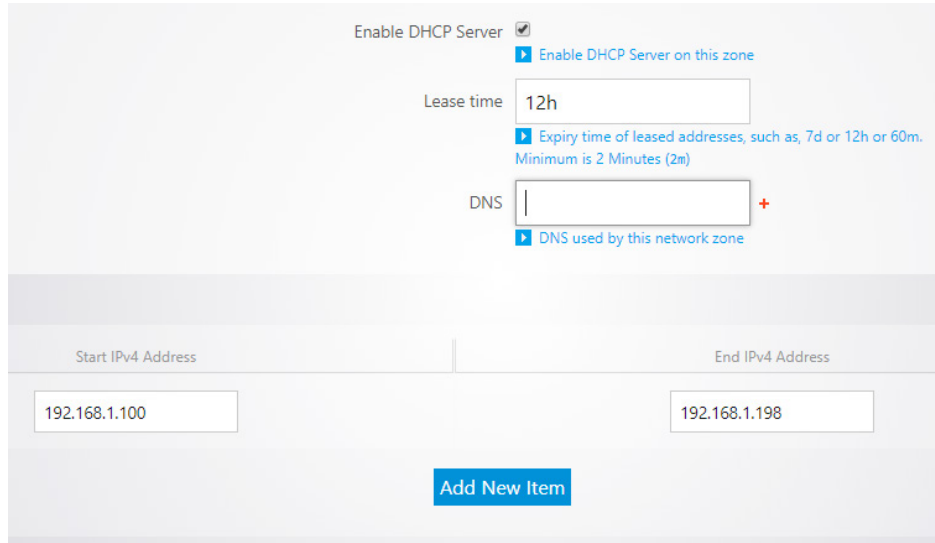 Enable DHCP Server
Enable DHCP Server on this zone
Lease time 12h
Expiry time of leased addresses, such as, 7d or 12h or 60m.
Minimum is 2 Minutes (2m)
DNS +
DNS used by this network zone
Start IPv4 Address End IPv4 Address
192.168.1.100 192.168.1.198
Add New Item